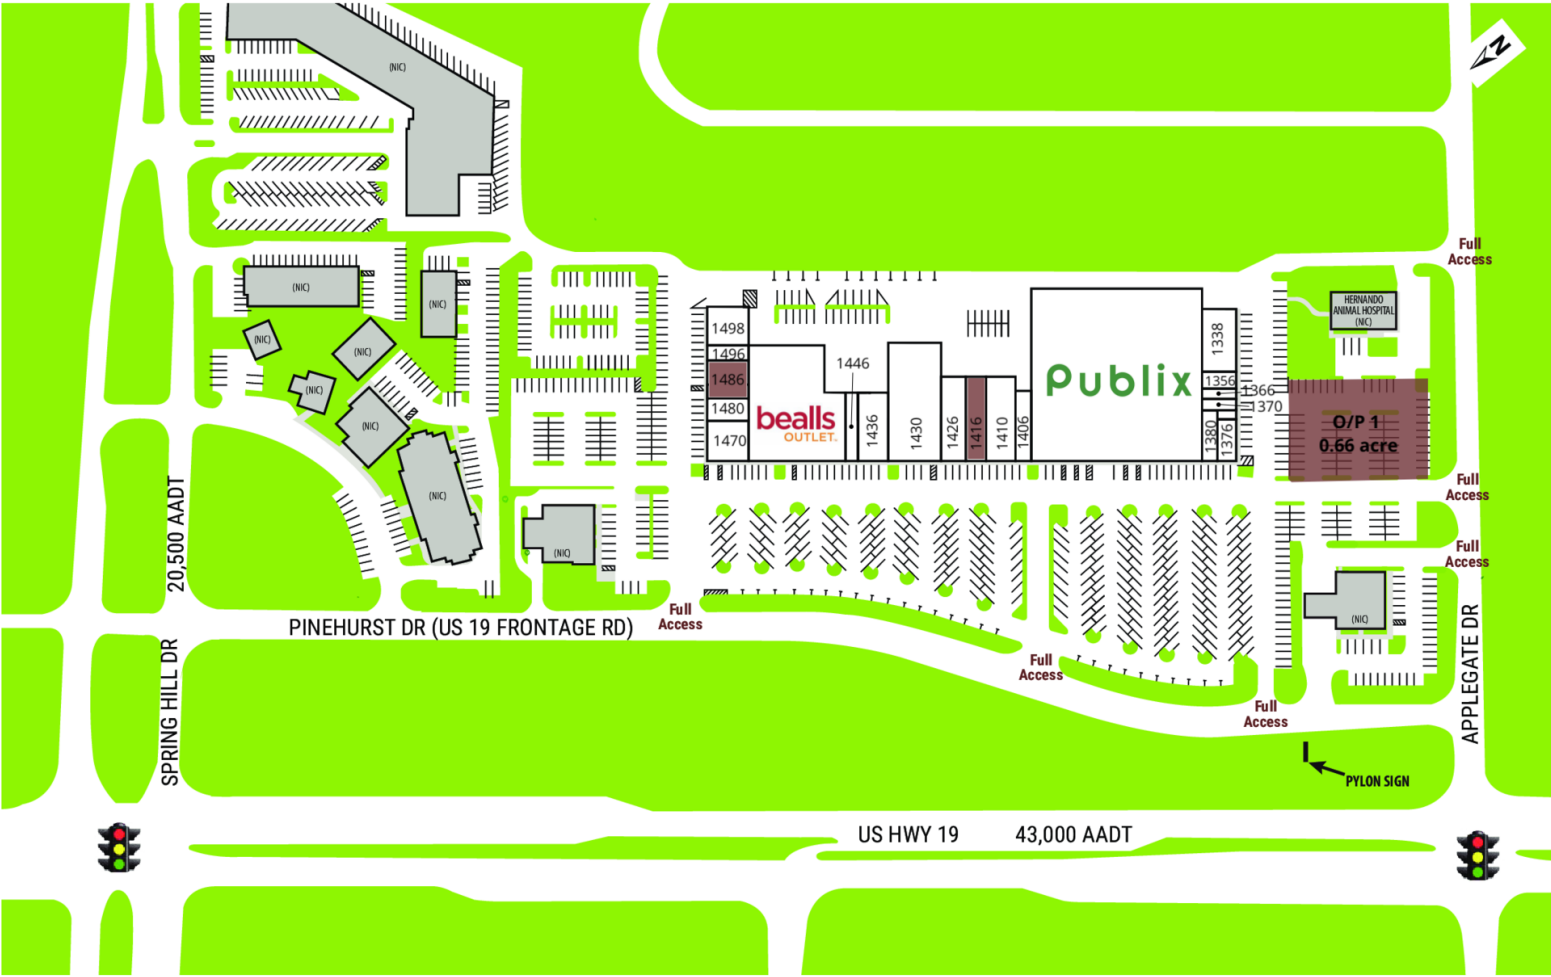 (NIC)
N
Full
Access
(NIC)
(NIC)
(NIC)
(NIC)
(NIC)
(NIC)
(NIC)
(NIC)
1498
1496
1486
1480
1470
bealls
OUTLET.
1446
1436
1430
1426
1416
1410
1406
Publix
1338
1356
1366
1370
1380
1376
HERNANDO
ANIMAL HOSPITAL
(NIC)
O/P 1
0.66 acre
Full
Access
Full
Access
20,500 AADT
Full
Access
PINEHURST DR (US 19 FRONTAGE RD)
(NIC)
Full
Access
Full
Access
SPRING HILL DR
APPLEGATE DR
PYLON SIGN
US HWY 19 43,000 AADT